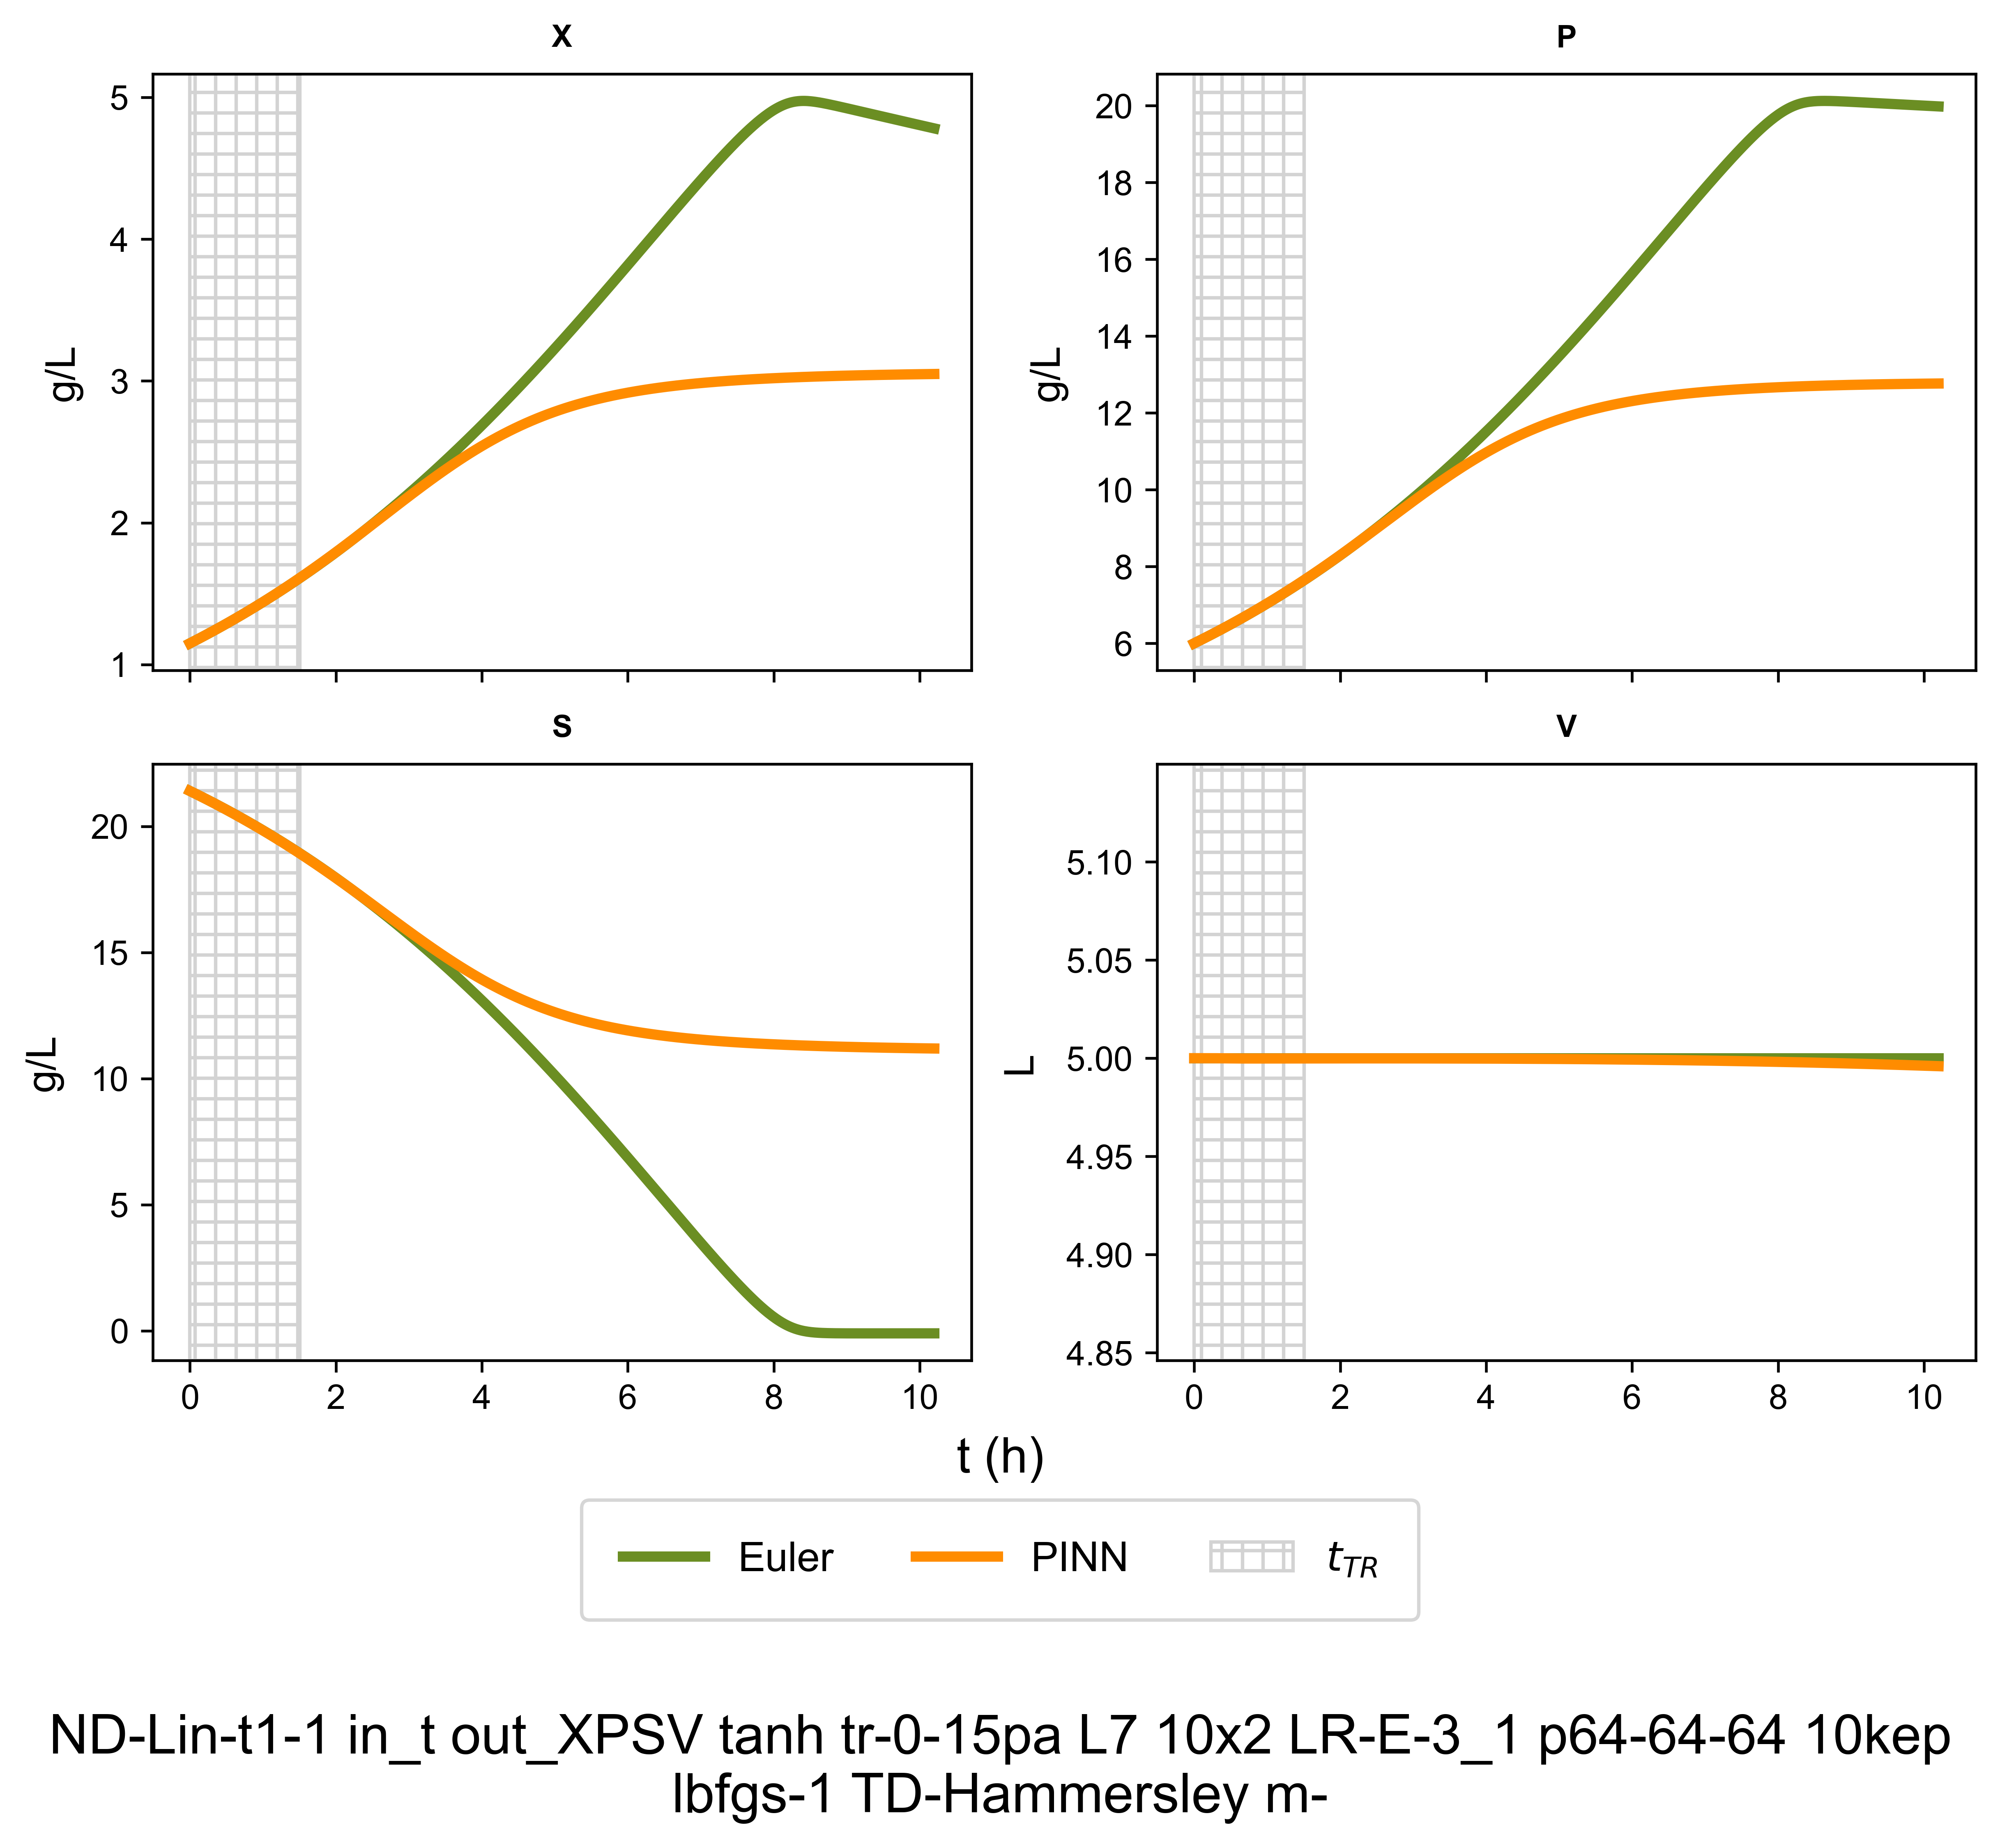 X
P
5
4
3
2
1
g/L
20
18
16
14
12
10
8
6
g/L
S
V
20
15
10
5
0
g/L
5.10
5.05
5.00
4.95
4.90
4.85
L
0 2 4 6 8 10
0 2 4 6 8 10
t (h)
Euler PINN t_TR
ND-Lin-t1-1 in_t out_XPSV tanh tr-0-15pa L7 10x2 LR-E-3_1 p64-64-64 10kep
lbfgs-1 TD-Hammersley m-